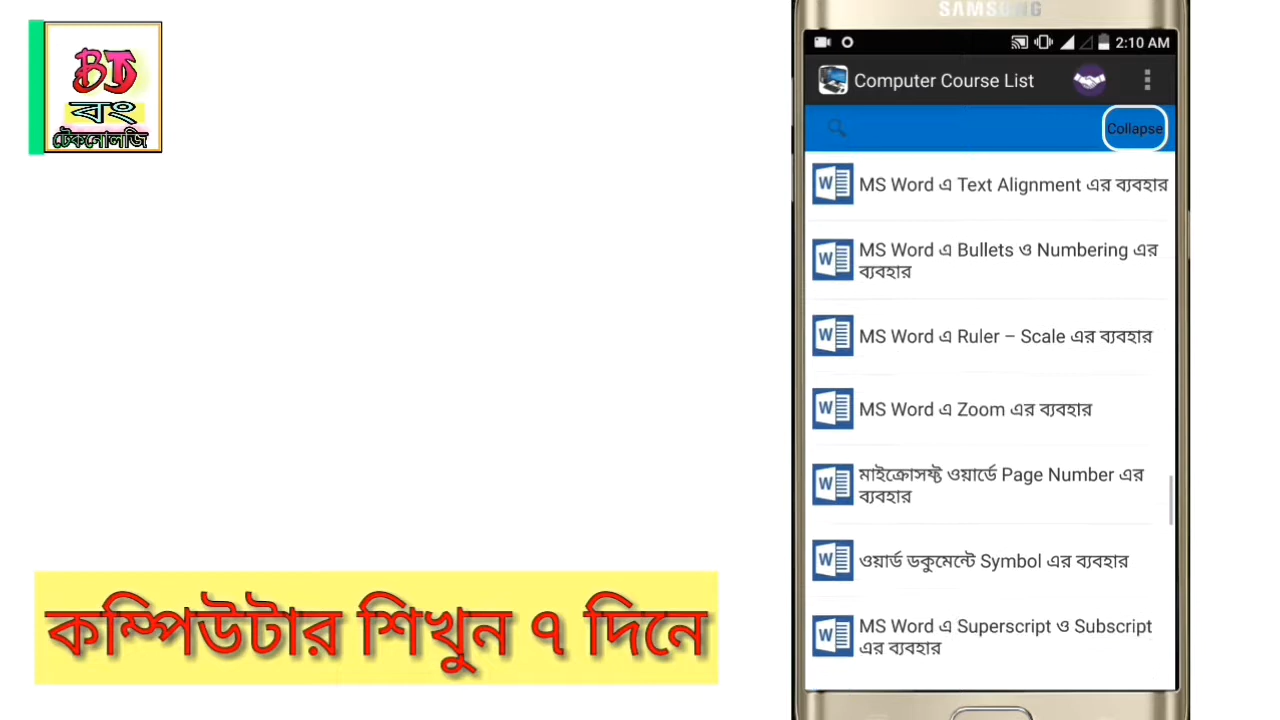 BT
বং
টেকনোলজি
SAMSUNG
2:10 AM
Computer Course List
Collapse
MS Word এ Text Alignment এর ব্যবহার
MS Word এ Bullets ও Numbering এর
ব্যবহার
MS Word এ Ruler – Scale এর ব্যবহার
MS Word এ Zoom এর ব্যবহার
মাইক্রোসফ্ট ওয়ার্ডে Page Number এর
ব্যবহার
ওয়ার্ড ডকুমেন্টে Symbol এর ব্যবহার
MS Word এ Superscript ও Subscript
এর ব্যবহার
কম্পিউটার শিখুন ৭ দিনে